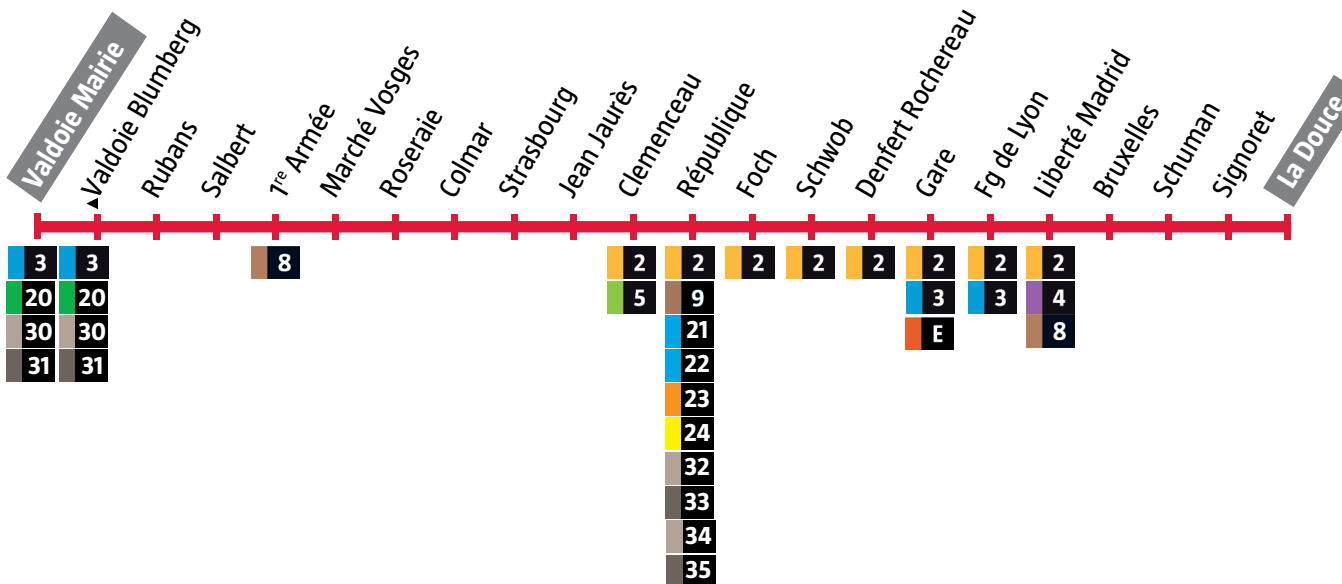 Valdoie Mairie
Valdoie Blumberg
Rubans
Salbert
1re Armée
Marché Vosges
Roseraie
Colmar
Strasbourg
Jean Jaurès
Clemenceau
République
Foch
Schwob
Denfert Rochereau
Gare
Fg de Lyon
Liberté Madrid
Bruxelles
Schuman
Signoret
La Douce
3 3 8 2 2 2 2 2 2 2 2
20 20 5 9 3 3 4
30 30 21 E 8
31 31 22
23
24
32
33
34
35